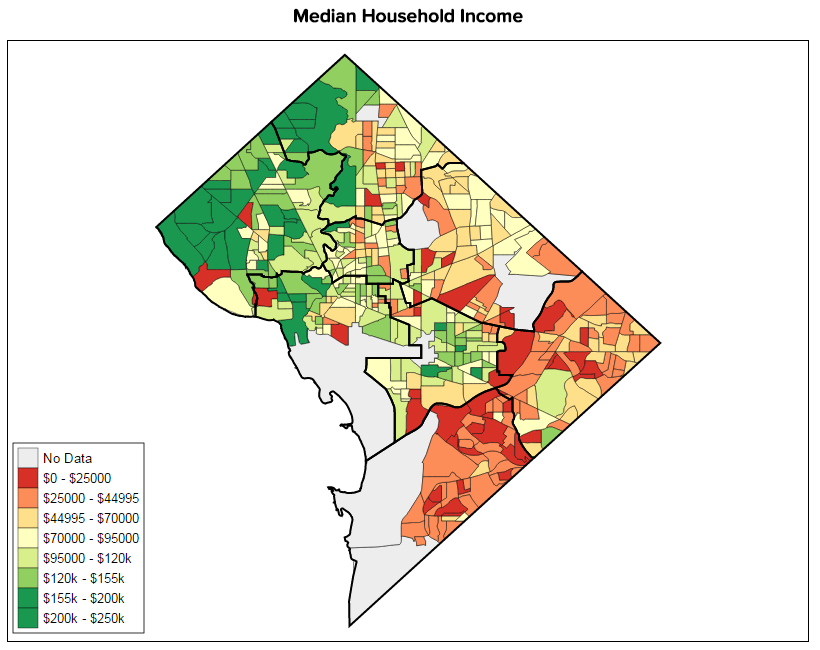 Median Household Income
No Data
$0 - $25000
$25000 - $44995
$44995 - $70000
$70000 - $95000
$95000 - $120k
$120k - $155k
$155k - $200k
$200k - $250k